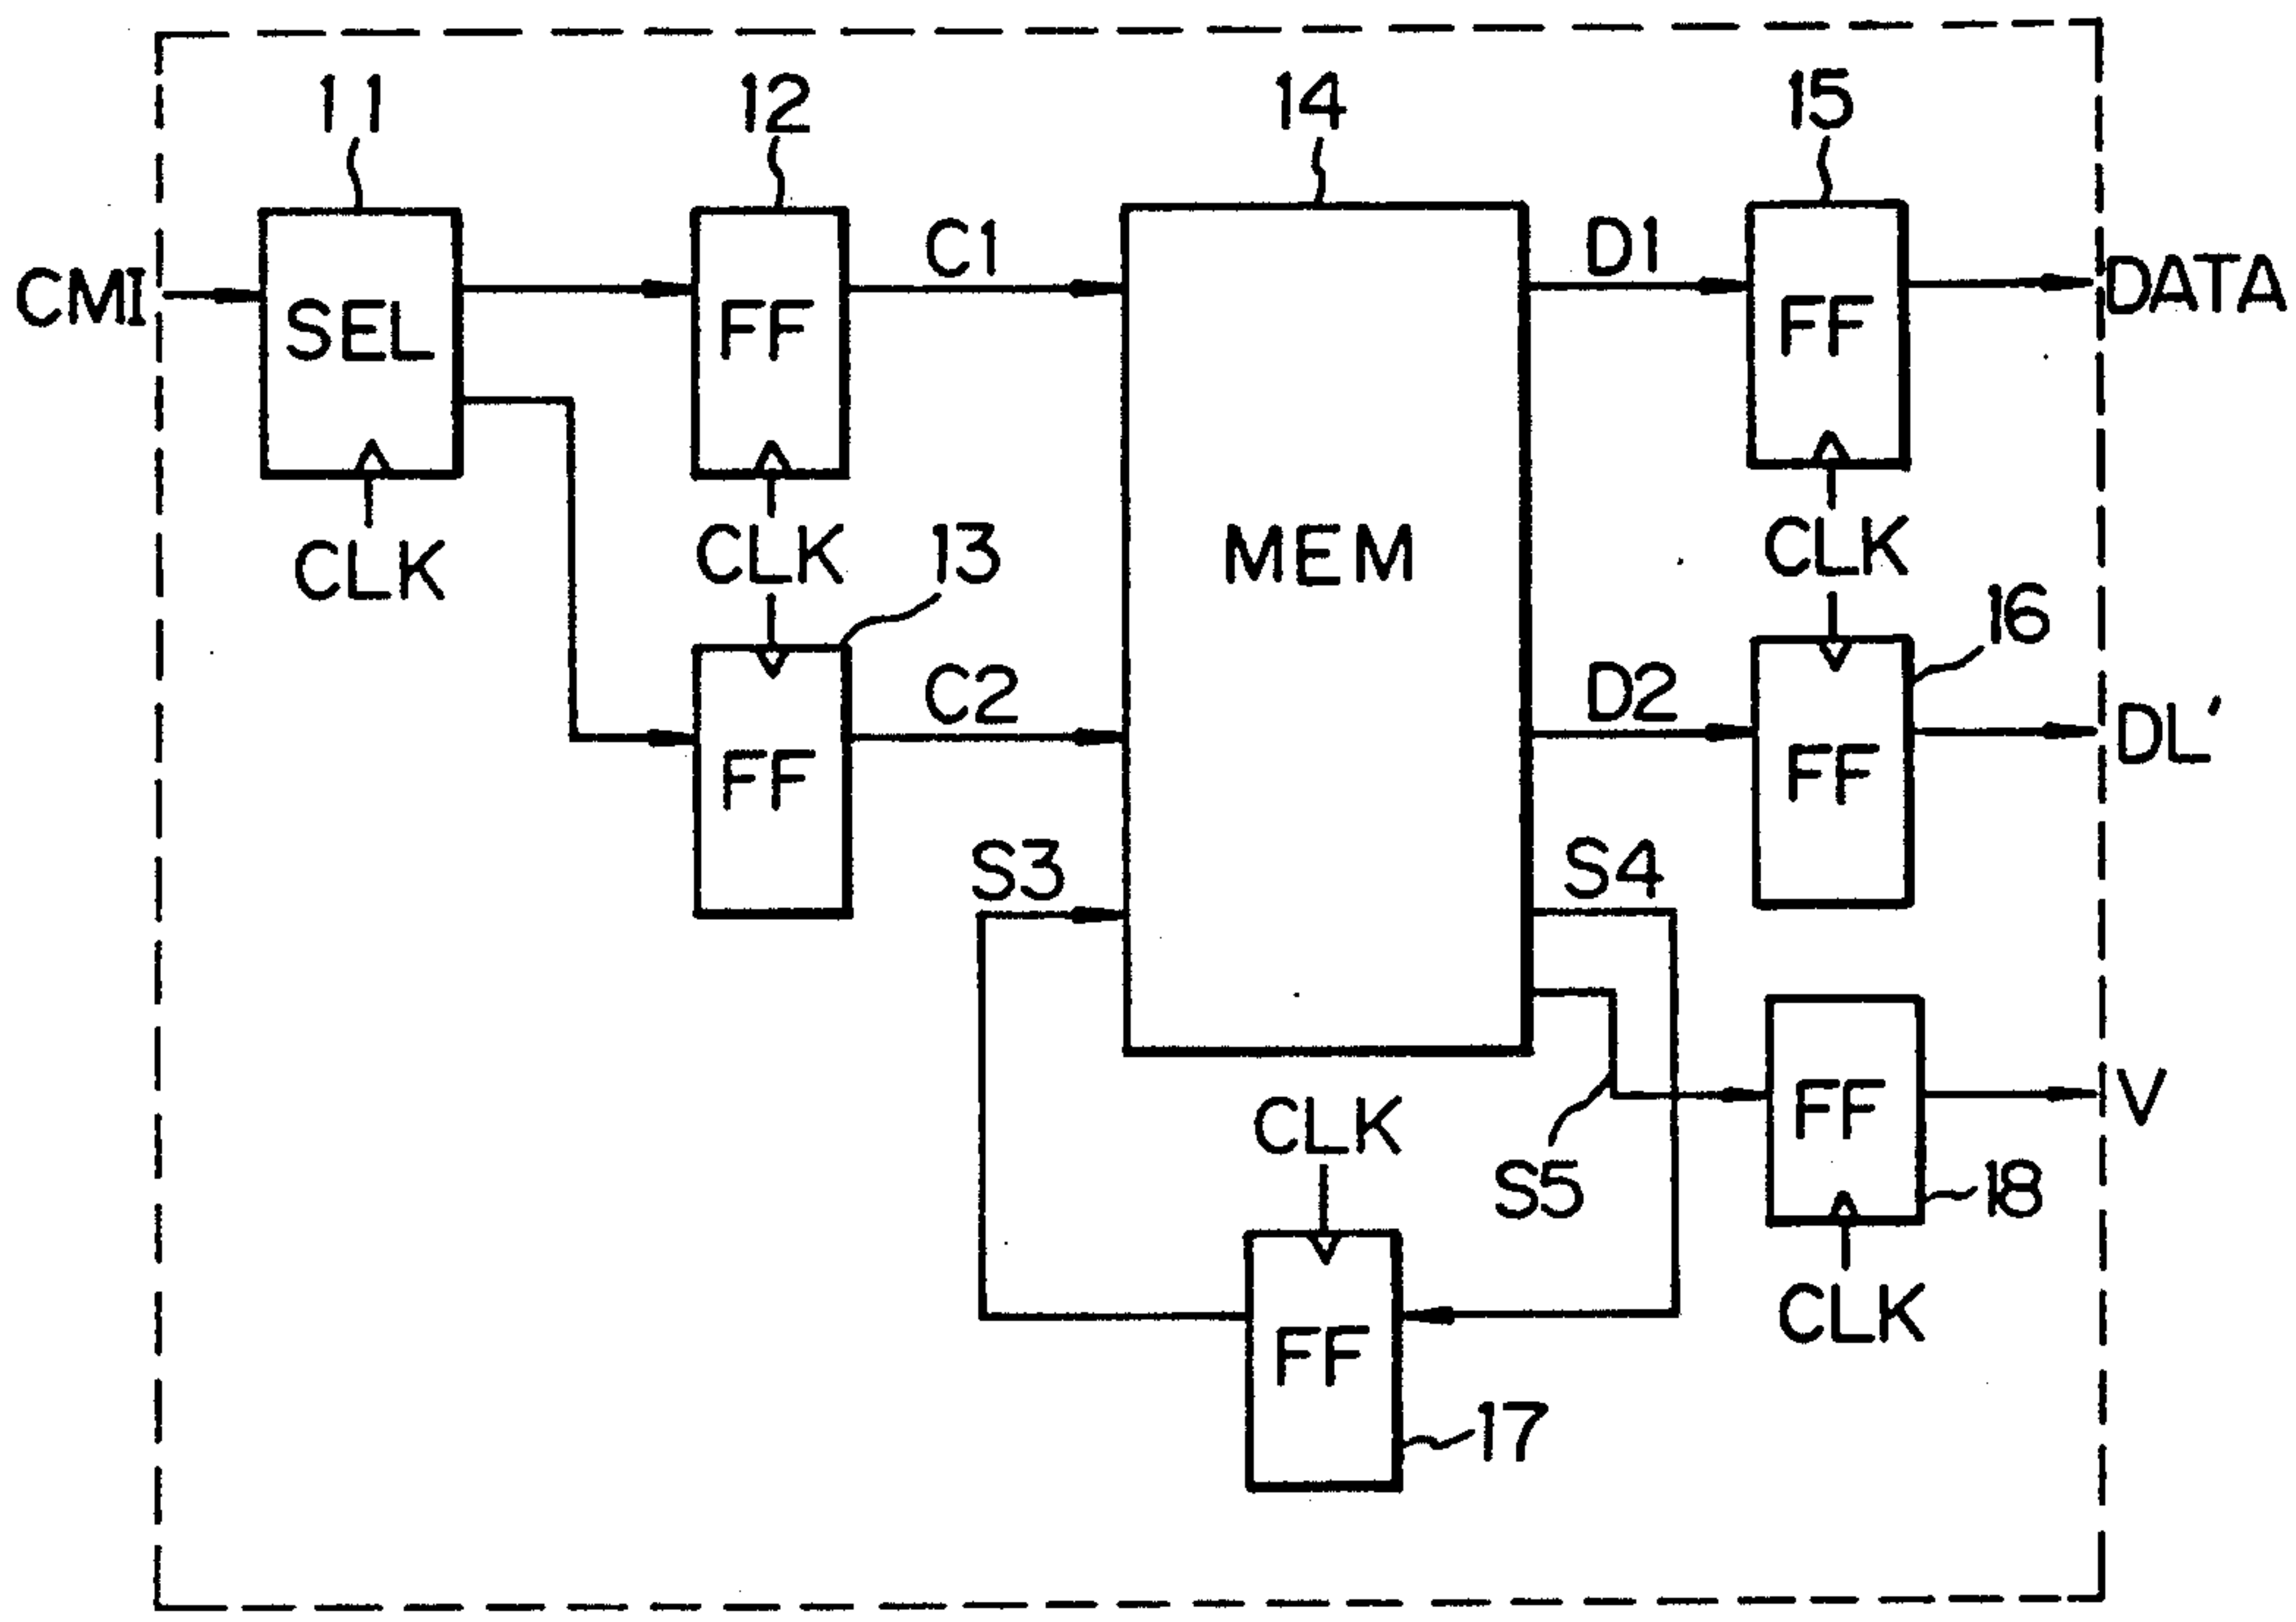 11
12
14
15
CMI
SEL
FF
C1
MEM
D1
FF
DATA
CLK
CLK
13
CLK
16
FF
C2
D2
FF
DL'
S3
S4
CLK
S5
FF
V
18
FF
CLK
17